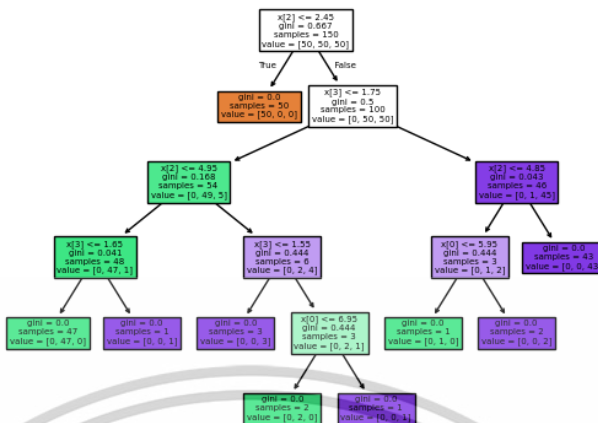 x[2] <= 2.45
gini = 0.667
samples = 150
value = [50, 50, 50]
True
False
gini = 0.0
samples = 50
value = [50, 0, 0]
x[3] <= 1.75
gini = 0.5
samples = 100
value = [0, 50, 50]
x[2] <= 4.95
gini = 0.168
samples = 54
value = [0, 49, 5]
x[2] <= 4.85
gini = 0.043
samples = 46
value = [0, 1, 45]
x[3] <= 1.65
gini = 0.041
samples = 48
value = [0, 47, 1]
x[3] <= 1.55
gini = 0.444
samples = 6
value = [0, 2, 4]
x[0] <= 5.95
gini = 0.444
samples = 3
value = [0, 1, 2]
gini = 0.0
samples = 43
value = [0, 0, 43
gini = 0.0
samples = 47
value = [0, 47, 0]
gini = 0.0
samples = 1
value = [0, 0, 1]
gini = 0.0
samples = 3
value = [0, 0, 3]
x[0] <= 6.95
gini = 0.444
samples = 3
value = [0, 2, 1]
gini = 0.0
samples = 1
value = [0, 1, 0]
gini = 0.0
samples = 2
value = [0, 0, 2]
gini = 0.0
samples = 2
value = [0, 2, 0]
gini = 0.0
samples = 1
value = [0, 0, 1]